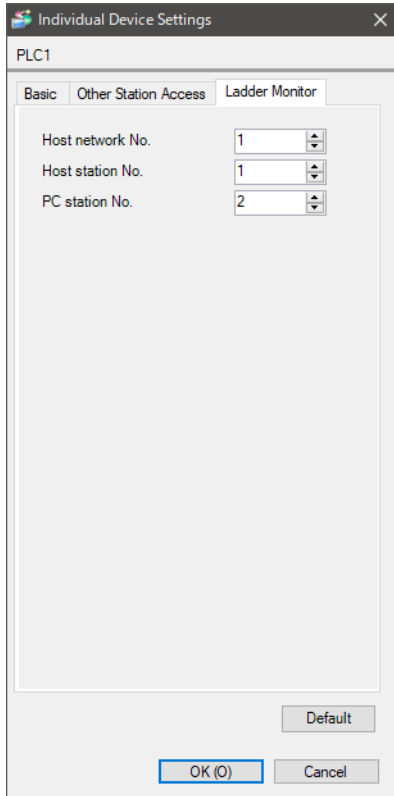 Individual Device Settings
PLC1
Basic Other Station Access Ladder Monitor
Host network No. 1
Host station No. 1
PC station No. 2
Default
OK (O) Cancel